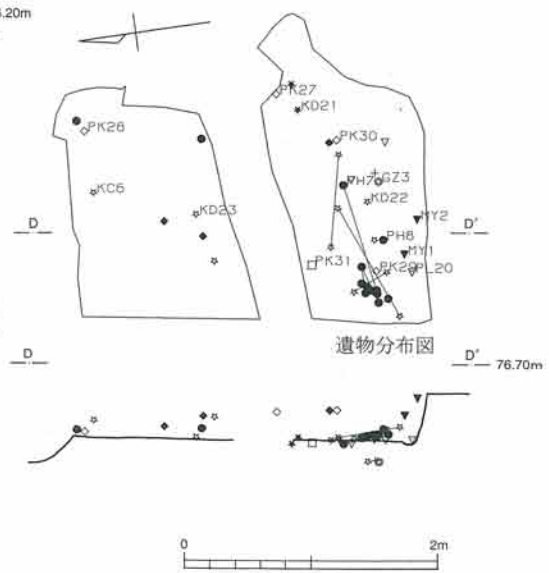 .20m
PK27
KD21
PK26
PK30
H7
GZ3
KC6
KD22
KD23
MY2
D
D'
PH8
MY1
PK31
PK29
PL20
遺物分布図
D
D'
76.70m
0
2m